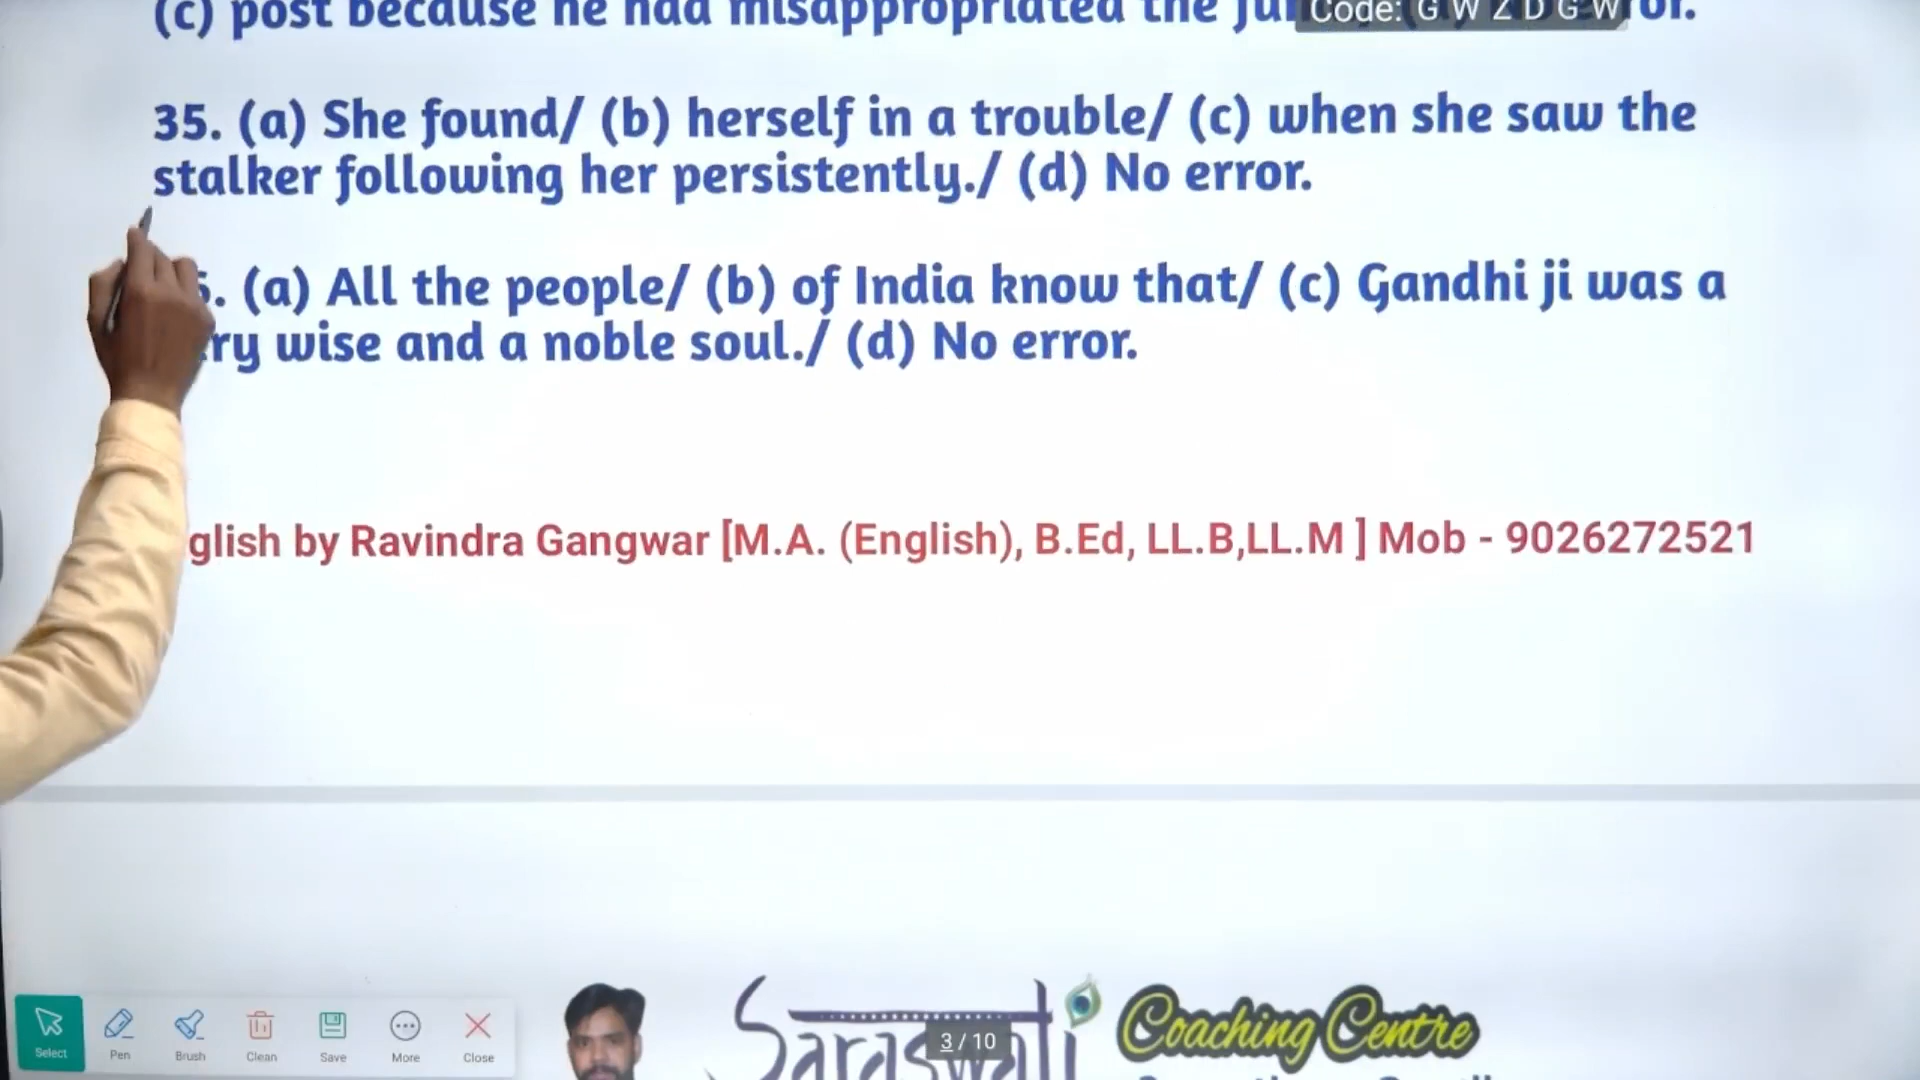 (c) post because he had misappropriated the
Code: G W Z D G W
35. (a) She found/ (b) herself in a trouble/ (c) when she saw the
stalker following her persistently./ (d) No error.
(a) All the people/ (b) of India know that/ (c) Gandhi ji was a
wise and a noble soul./ (d) No error.
glish by Ravindra Gangwar [M.A. (English), B.Ed, LL.B,LL.M ] Mob - 9026272521
Saraswati Coaching Centre
3 / 10
Select Pen Brush Clean Save More Close